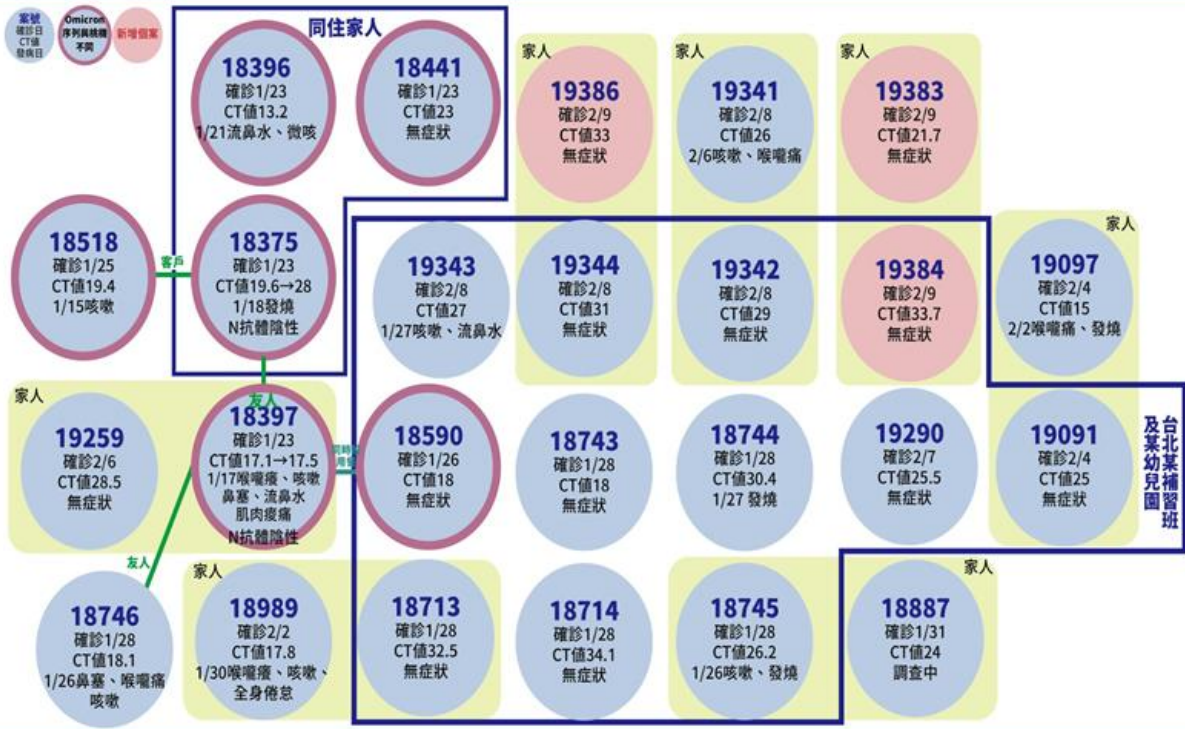 案號
確診日
CT值
發病日
Omicron
序列與桃機
不同
新增個案
同住家人
18396
確診1/23
CT值13.2
1/21流鼻水、微咳
18441
確診1/23
CT值23
無症狀
家人
19386
確診2/9
CT值33
無症狀
家人
19341
確診2/8
CT值26
2/6咳嗽、喉嚨痛
家人
19383
確診2/9
CT值21.7
無症狀
18518
確診1/25
CT值19.4
1/15咳嗽
客戶
18375
確診1/23
CT值19.6→28
1/18發燒
N抗體陰性
19343
確診2/8
CT值27
1/27咳嗽、流鼻水
19344
確診2/8
CT值31
無症狀
19342
確診2/8
CT值29
無症狀
19384
確診2/9
CT值33.7
無症狀
家人
19097
確診2/4
CT值15
2/2喉嚨痛、發燒
家人
19259
確診2/6
CT值28.5
無症狀
友人
18397
確診1/23
CT值17.1→17.5
1/17喉嚨癢、咳嗽
鼻塞、流鼻水
肌肉痠痛
N抗體陰性
18590
確診1/26
CT值18
無症狀
18743
確診1/28
CT值18
無症狀
18744
確診1/28
CT值30.4
1/27 發燒
19290
確診2/7
CT值25.5
無症狀
19091
確診2/4
CT值25
無症狀
台北某補習班
及某幼兒園
友人
18746
確診1/28
CT值18.1
1/26鼻塞、喉嚨痛
咳嗽
家人
18989
確診2/2
CT值17.8
1/30喉嚨癢、咳嗽、
全身倦怠
18713
確診1/28
CT值32.5
無症狀
18714
確診1/28
CT值34.1
無症狀
18745
確診1/28
CT值26.2
1/26咳嗽、發燒
家人
18887
確診1/31
CT值24
調查中